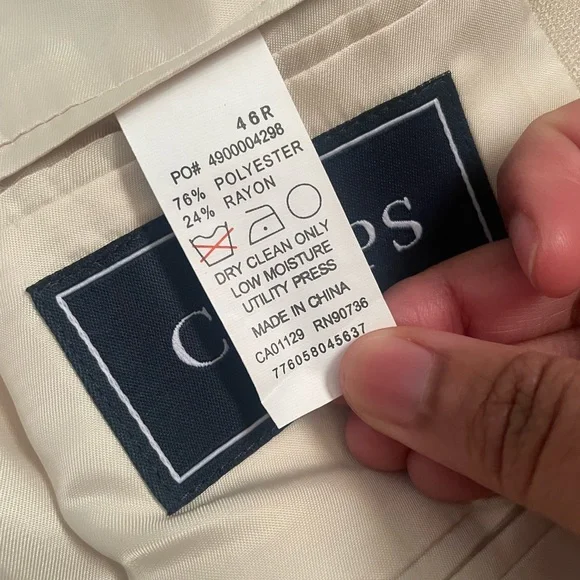 46R
PO# 4900004298
76% POLYESTER
24% RAYON
DRY CLEAN ONLY
LOW MOISTURE
UTILITY PRESS
MADE IN CHINA
CA01129 RN90736
776058045637
C PS